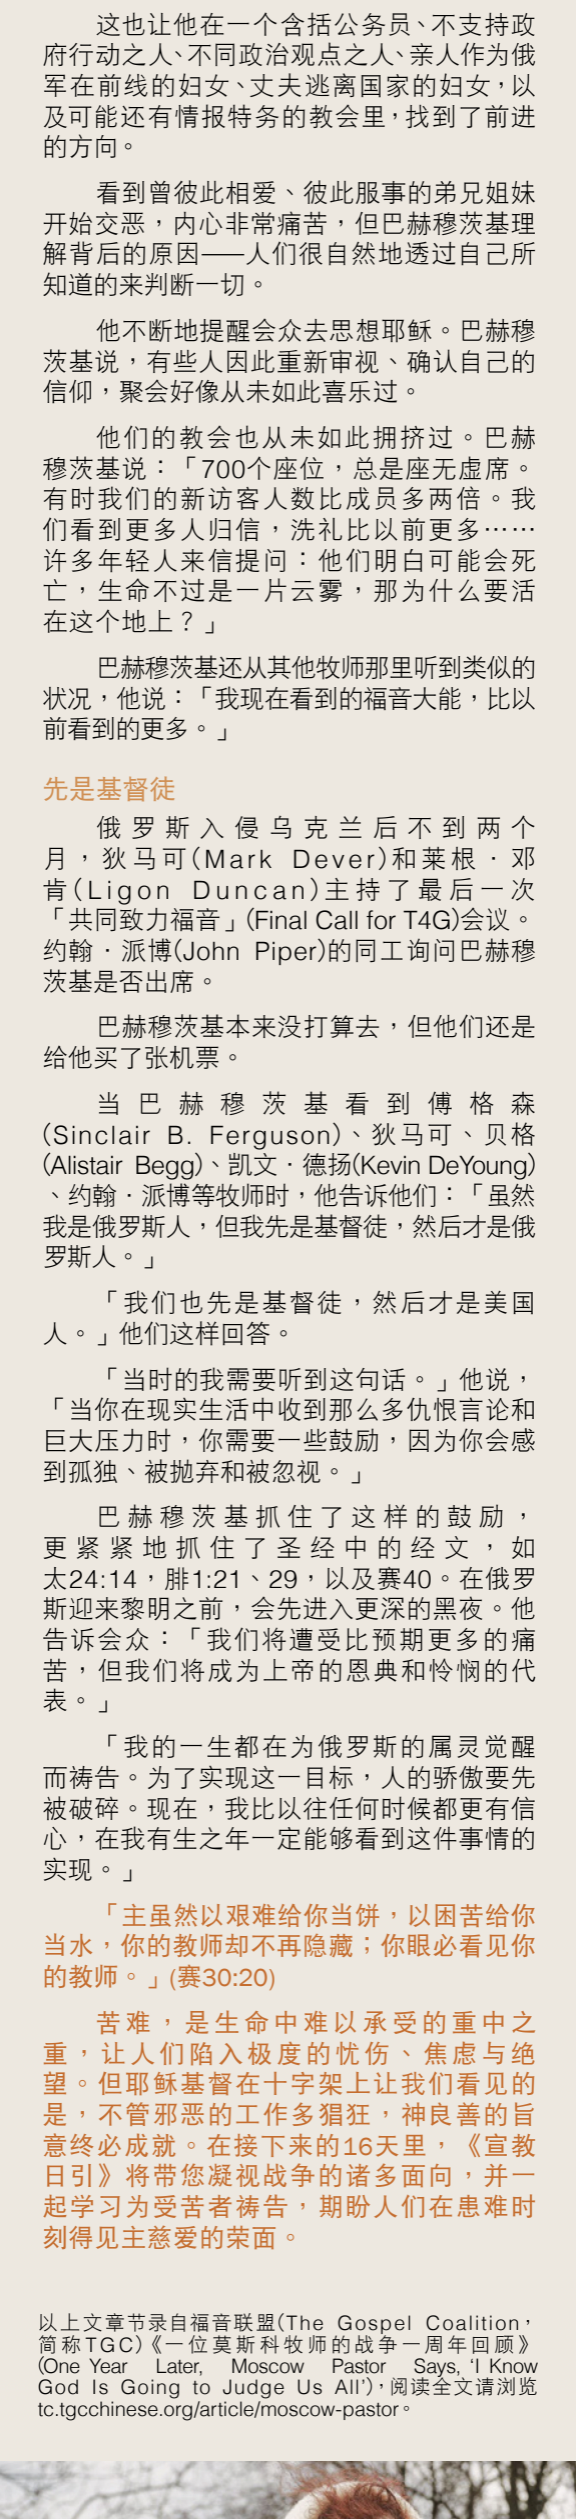 这也让他在一个含括公务员、不支持政
府行动之人、不同政治观点之人、亲人作为俄
军在前线的妇女、丈夫逃离国家的妇女，以
及可能还有情报特务的教会里，找到了前进
的方向。
看到曾彼此相爱、彼此服事的弟兄姐妹
开始交恶，内心非常痛苦，但巴赫穆茨基理
解背后的原因——人们很自然地透过自己所
知道的来判断一切。
他不断地提醒会众去思想耶稣。巴赫穆
茨基说，有些人因此重新审视、确认自己的
信仰，聚会好像从未如此喜乐过。
他们的教会也从未如此拥挤过。巴赫
穆茨基说：「700个座位，总是座无虚席。
有时我们的新访客人数比成员多两倍。我
们看到更多人归信，洗礼比以前更多……
许多年轻人来信提问：他们明白可能会死
亡，生命不过是一片云雾，那为什么要活
在这个地上？」
巴赫穆茨基还从其他牧师那里听到类似的
状况，他说：「我现在看到的福音大能，比以
前看到的更多。」
先是基督徒
俄罗斯入侵乌克兰后不到两个
月，狄马可(Mark Dever)和莱根．邓
肯(Ligon Duncan)主持了最后一次
「共同致力福音」(Final Call for T4G)会议。
约翰．派博(John Piper)的同工询问巴赫穆
茨基是否出席。
巴赫穆茨基本来没打算去，但他们还是
给他买了张机票。
当巴赫穆茨基看到傅格森
(Sinclair B. Ferguson)、狄马可、贝格
(Alistair Begg)、凯文．德扬(Kevin DeYoung)
、约翰．派博等牧师时，他告诉他们：「虽然
我是俄罗斯人，但我先是基督徒，然后才是俄
罗斯人。」
「我们也先是基督徒，然后才是美国
人。」他们这样回答。
「当时的我需要听到这句话。」他说，
「当你在现实生活中收到那么多仇恨言论和
巨大压力时，你需要一些鼓励，因为你会感
到孤独、被抛弃和被忽视。」
巴赫穆茨基抓住了这样的鼓励，
更紧紧地抓住了圣经中的经文，如
太24:14，腓1:21、29，以及赛40。在俄罗
斯迎来黎明之前，会先进入更深的黑夜。他
告诉会众：「我们将遭受比预期更多的痛
苦，但我们将成为上帝的恩典和怜悯的代
表。」
「我的一生都在为俄罗斯的属灵觉醒
而祷告。为了实现这一目标，人的骄傲要先
被破碎。现在，我比以往任何时候都更有信
心，在我有生之年一定能够看到这件事情的
实现。」
「主虽然以艰难给你当饼，以困苦给你
当水，你的教师却不再隐藏；你眼必看见你
的教师。」(赛30:20)
苦难，是生命中难以承受的重中之
重，让人们陷入极度的忧伤、焦虑与绝
望。但耶稣基督在十字架上让我们看见的
是，不管邪恶的工作多猖狂，神良善的旨
意终必成就。在接下来的16天里，《宣教
日引》将带您凝视战争的诸多面向，并一
起学习为受苦者祷告，期盼人们在患难时
刻得见主慈爱的荣面。
以上文章节录自福音联盟(The Gospel Coalition，
简称TGC)《一位莫斯科牧师的战争一周年回顾》
(One Year Later, Moscow Pastor Says, ‘I Know
God Is Going to Judge Us All’)，阅读全文请浏览
tc.tgcchinese.org/article/moscow-pastor。